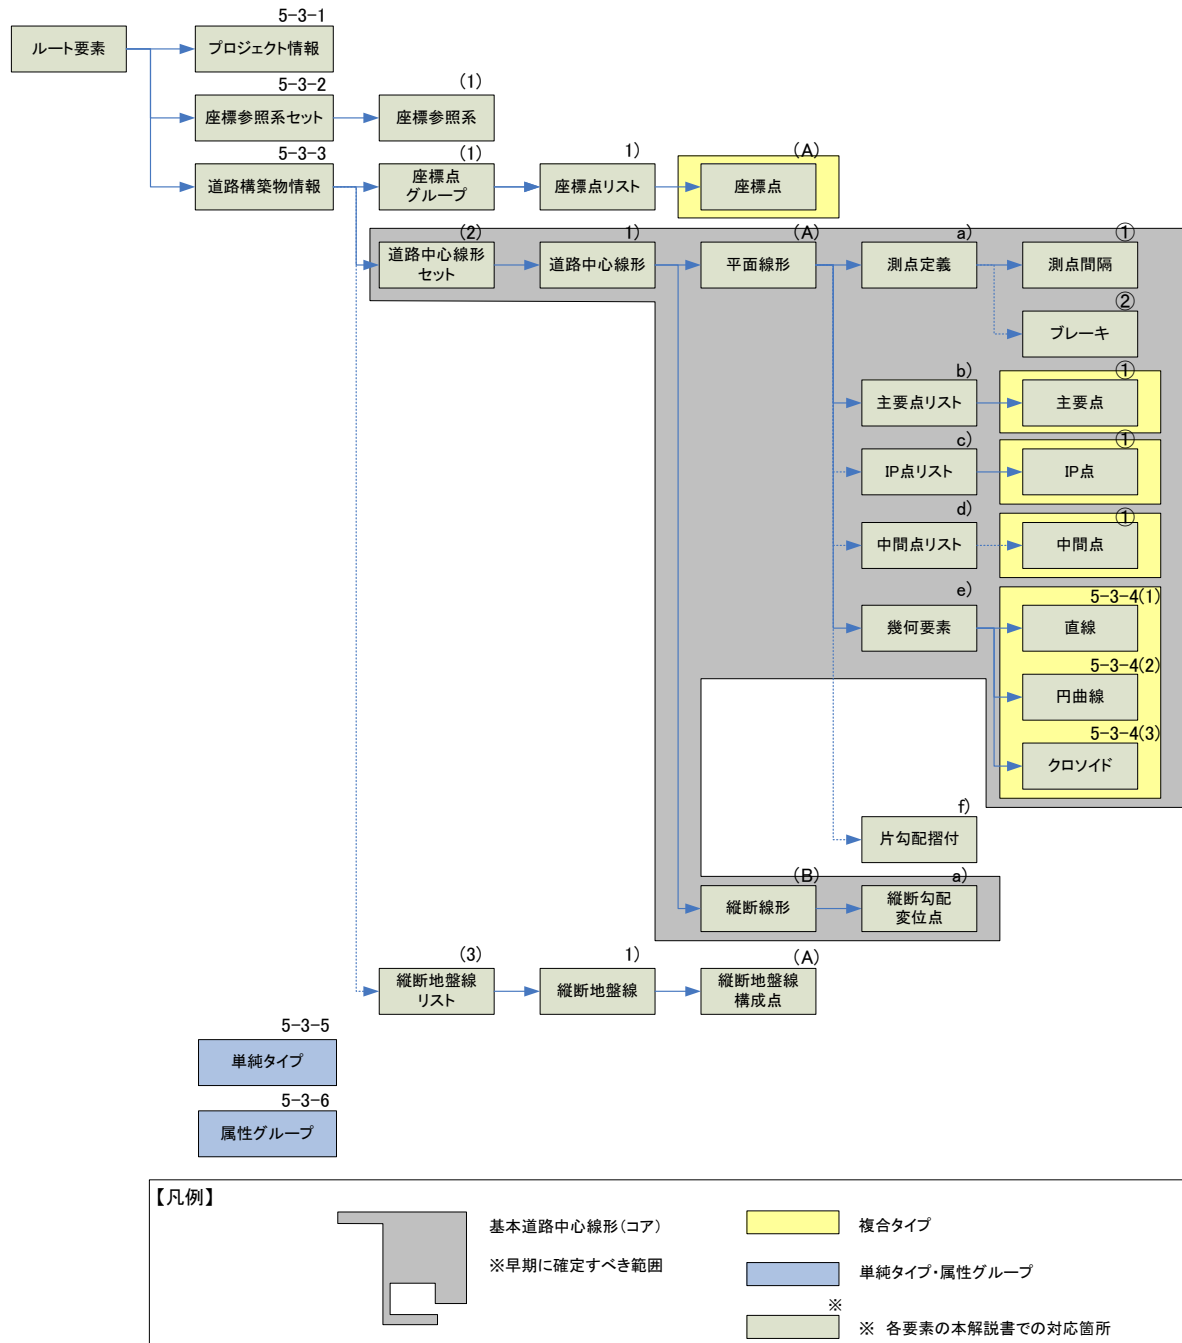 5-3-1
ルート要素
プロジェクト情報
5-3-2
(1)
座標参照系セット
座標参照系
5-3-3
(1)
1)
(A)
道路構築物情報
座標点
グループ
座標点リスト
座標点
(2)
1)
(A)
a)
①
道路中心線形
セット
道路中心線形
平面線形
測点定義
測点間隔
②
ブレーキ
b)
①
主要点リスト
主要点
c)
①
IP点リスト
IP点
d)
①
中間点リスト
中間点
e)
5-3-4(1)
幾何要素
直線
5-3-4(2)
円曲線
5-3-4(3)
クロソイド
f)
片勾配摺付
(B)
a)
縦断線形
縦断勾配
変位点
(3)
1)
(A)
縦断地盤線
リスト
縦断地盤線
縦断地盤線
構成点
5-3-5
単純タイプ
5-3-6
属性グループ
【凡例】
基本道路中心線形(コア)
※早期に確定すべき範囲
複合タイプ
単純タイプ・属性グループ
※
※ 各要素の本解説書での対応箇所